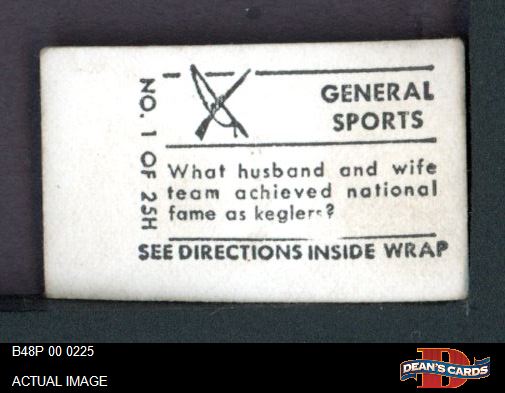 GENERAL
SPORTS
NO. 1 OF 25H
What husband and wife
team achieved national
fame as keglers?
SEE DIRECTIONS INSIDE WRAP
B48P 00 0225
ACTUAL IMAGE
DEAN'S CARDS